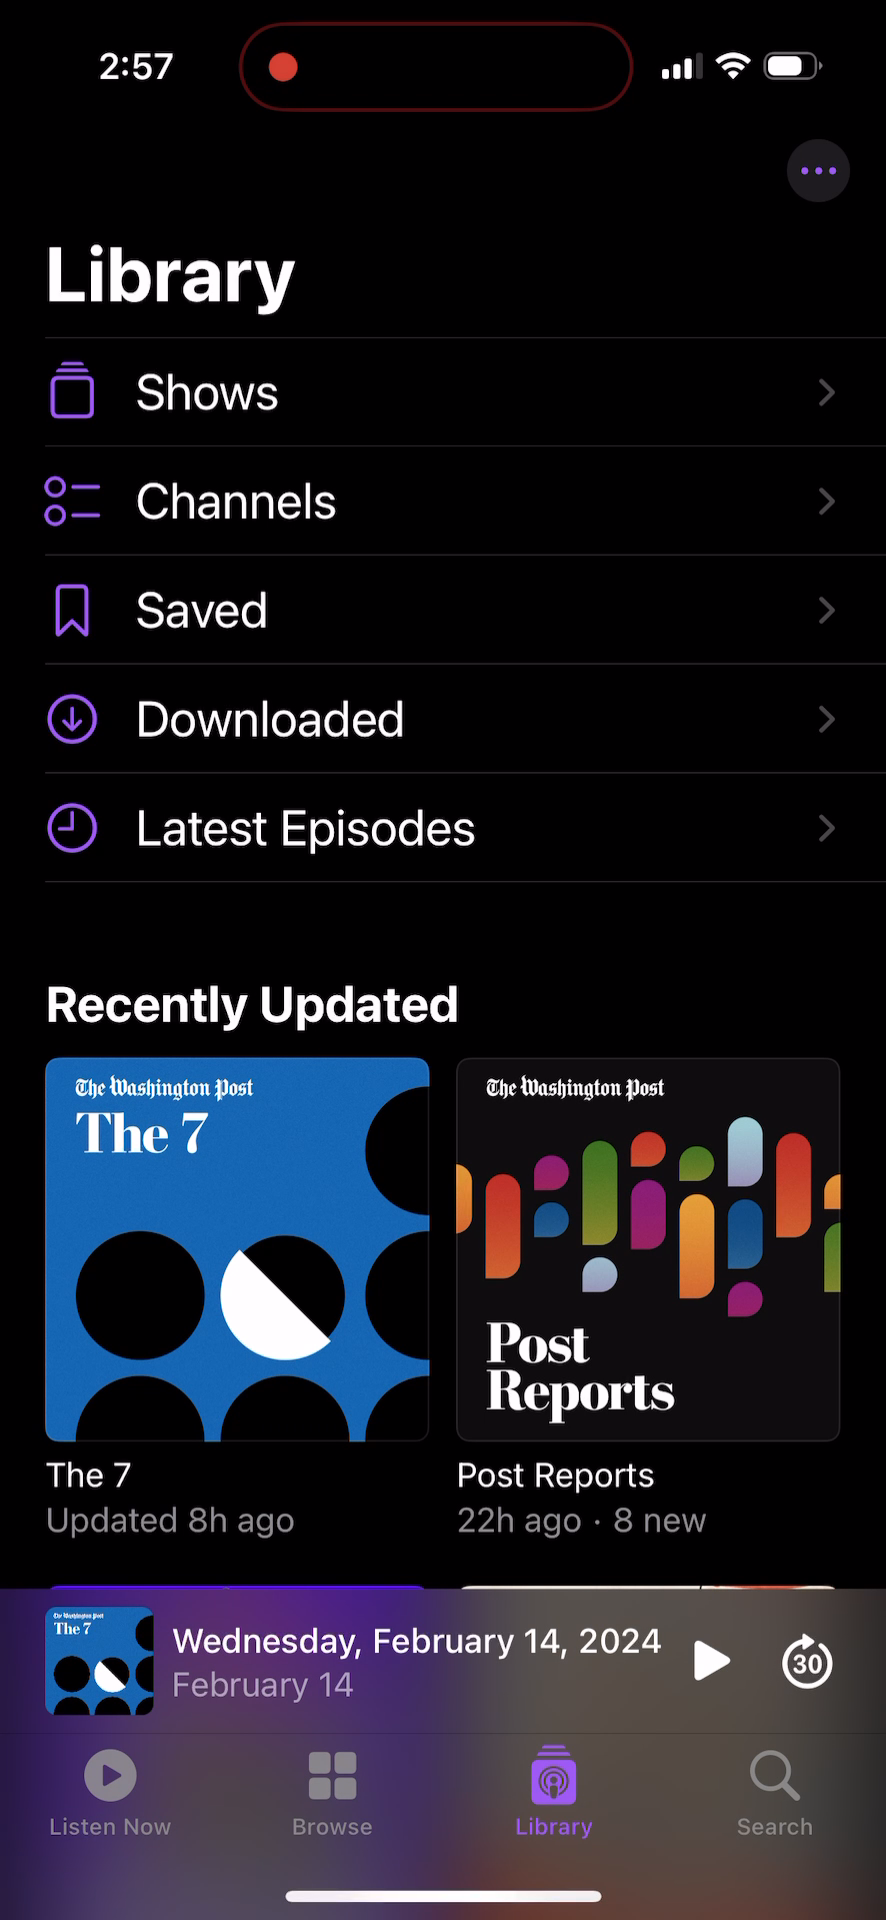 2:57
Library
Shows
Channels
Saved
Downloaded
Latest Episodes
Recently Updated
The Washington Post
The 7
The Washington Post
Post
Reports
The 7
Updated 8h ago
Post Reports
22h ago · 8 new
The Washington Post
The 7
Wednesday, February 14, 2024
February 14
30
Listen Now
Browse
Library
Search